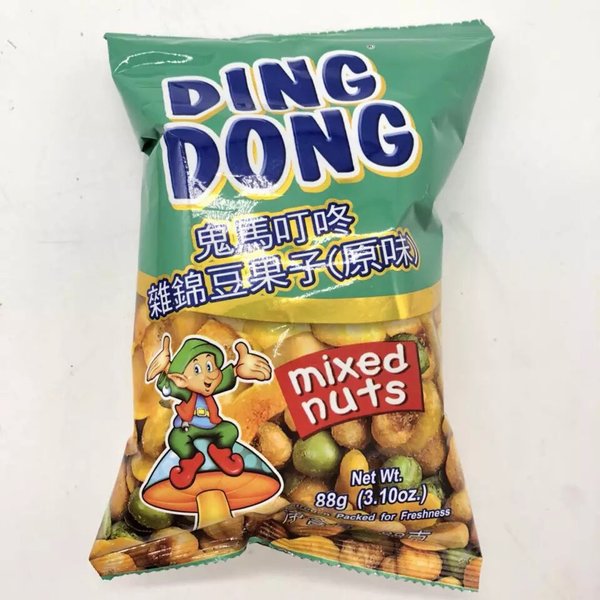 DING
DONG
鬼馬叮咚
雜錦豆菓子(原味)
mixed
nuts
Net Wt.
88g (3.10oz.)
Packed for Freshness